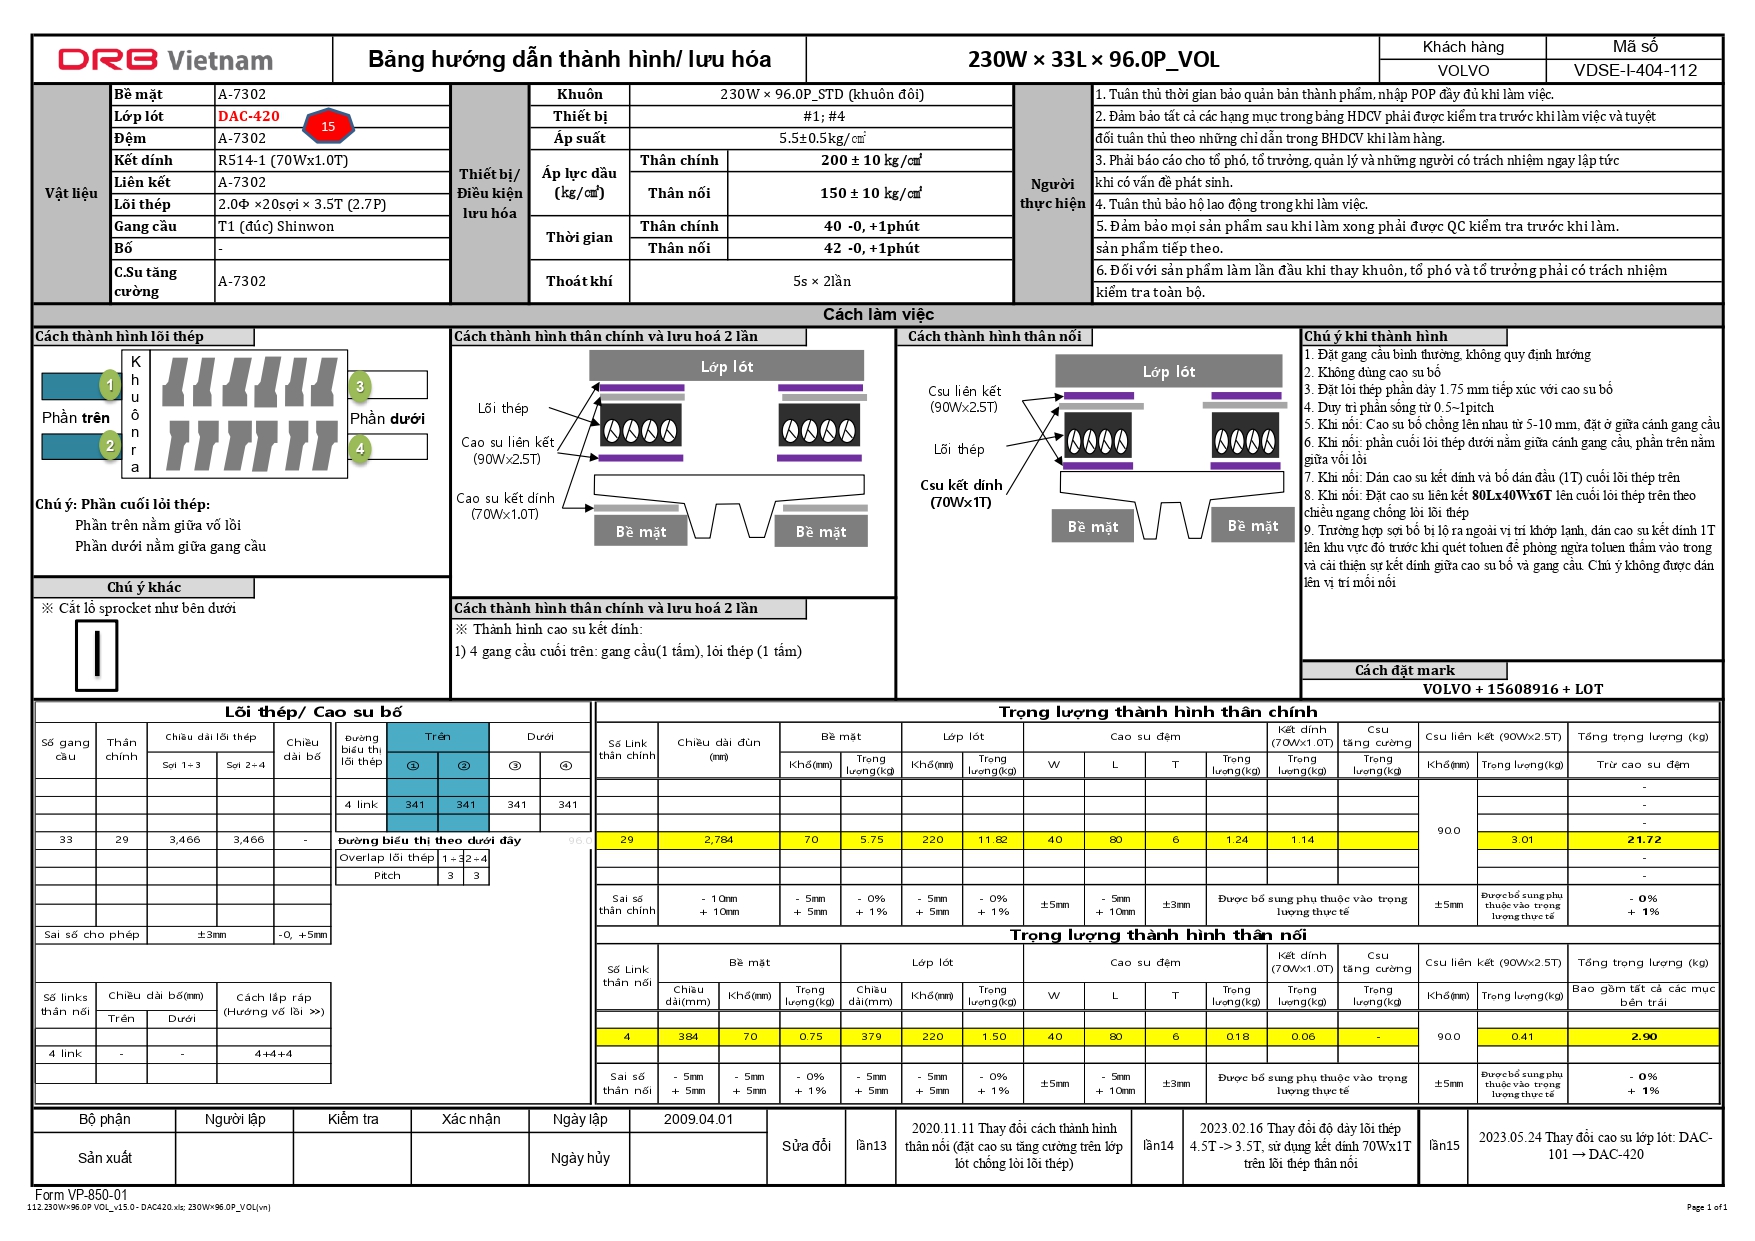 DRB Vietnam
Bảng hướng dẫn thành hình/ lưu hóa
230W × 33L × 96.0P_VOL
Khách hàng
Mã số
VOLVO
VDSE-I-404-112
Vật liệu
Bề mặt
A-7302
Lớp lót
DAC-420
15
Đệm
A-7302
Kết dính
R514-1 (70Wx1.0T)
Liên kết
A-7302
Lõi thép
2.0Φ ×20sợi × 3.5T (2.7P)
Gang cầu
T1 (đúc) Shinwon
Bố
-
C.Su tăng
cường
A-7302
Thiết bị/
Điều kiện
lưu hóa
Khuôn
230W × 96.0P_STD (khuôn đôi)
Thiết bị
#1; #4
Áp suất
5.5±0.5kg/㎠
Áp lực dầu
(kg/㎠)
Thân chính
200 ± 10 kg/㎠
Thân nối
150 ± 10 kg/㎠
Thời gian
Thân chính
40 -0, +1phút
Thân nối
42 -0, +1phút
Thoát khí
5s × 2lần
Người
thực hiện
1. Tuân thủ thời gian bảo quản bán thành phẩm, nhập POP đầy đủ khi làm việc.
2. Đảm bảo tất cả các hạng mục trong bảng HDCV phải được kiểm tra trước khi làm việc và tuyệt
đối tuân thủ theo những chỉ dẫn trong BHDCV khi làm hàng.
3. Phải báo cáo cho tổ phó, tổ trưởng, quản lý và những người có trách nhiệm ngay lập tức
khi có vấn đề phát sinh.
4. Tuân thủ bảo hộ lao động trong khi làm việc.
5. Đảm bảo mọi sản phẩm sau khi làm xong phải được QC kiểm tra trước khi làm.
sản phẩm tiếp theo.
6. Đối với sản phẩm làm lần đầu khi thay khuôn, tổ phó và tổ trưởng phải có trách nhiệm
kiểm tra toàn bộ.
Cách làm việc
Cách thành hình lõi thép
1
2
Phần trên
K
h
u
ô
n
r
a
3
4
Phần dưới
Chú ý: Phần cuối lỏi thép:
Phần trên nằm giữa vố lồi
Phần dưới nằm giữa gang cầu
Chú ý khác
※ Cắt lổ sprocket như bên dưới
Cách thành hình thân chính và lưu hoá 2 lần
Lớp lót
Lõi thép
Cao su liên kết
(90Wx2.5T)
Cao su kết dính
(70Wx1.0T)
Bề mặt
Bề mặt
Cách thành hình thân chính và lưu hoá 2 lần
※ Thành hình cao su kết dính:
1) 4 gang cầu cuối trên: gang cầu(1 tấm), lỏi thép (1 tấm)
Cách thành hình thân nối
Lớp lót
Csu liên kết
(90Wx2.5T)
Lõi thép
Csu kết dính
(70Wx1T)
Bề mặt
Bề mặt
Chú ý khi thành hình
1. Đặt gang cầu bình thường, không quy định hướng
2. Không dùng cao su bố
3. Đặt lỏi thép phần dày 1.75 mm tiếp xúc với cao su bố
4. Duy trì phần sống từ 0.5~1pitch
5. Khi nối: Cao su bố chồng lên nhau từ 5-10 mm, đặt ở giữa cánh gang cầu
6. Khi nối: phần cuối lỏi thép dưới nằm giữa cánh gang cầu, phần trên nằm
giữa vối lồi
7. Khi nối: Dán cao su kết dính và bố dán đầu (1T) cuối lõi thép trên
8. Khi nối: Đặt cao su liên kết 80Lx40Wx6T lên cuối lỏi thép trên theo
chiều ngang chống lòi lõi thép
9. Trường hợp sợi bố bị lộ ra ngoài vị trí khớp lạnh, dán cao su kết dính 1T
lên khu vực đó trước khi quét toluen để phòng ngừa toluen thấm vào trong
và cải thiện sự kết dính giữa cao su bố và gang cầu. Chú ý không được dán
lên vị trí mối nối
Cách đặt mark
VOLVO + 15608916 + LOT
Lõi thép/ Cao su bố
Số gang
cầu
Thân
chính
Chiều dài lõi thép
Sợi 1÷3
Sợi 2÷4
Chiều
dài bố
33 29 3,466 3,466 -
Sai số cho phép
±3mm
-0, +5mm
Đường
biểu thị
lõi thép
Trên
Dưới
① ② ③ ④
4 link 341 341 341 341
Đường biểu thị theo dưới đây
96.0
Overlap lõi thép 1÷3 2÷4
Pitch 3 3
Số links
thân nối
Chiều dài bố(mm)
Trên
Dưới
Cách lắp ráp
(Hướng vố lồi >>)
4 link - - 4+4+4
Trọng lượng thành hình thân chính
Số Link
thân chính
Chiều dài đùn
(mm)
Bề mặt
Lớp lót
Cao su đệm
Kết dính
(70Wx1.0T)
Csu
tăng cường
Csu liên kết (90Wx2.5T)
Tổng trọng lượng (kg)
Khổ(mm)
Trọng
lượng(kg)
Khổ(mm)
Trọng
lượng(kg)
W
L
T
Trọng
lượng(kg)
Trọng
lượng(kg)
Trọng
lượng(kg)
Khổ(mm)
Trọng lượng(kg)
Trừ cao su đệm
-
-
-
29 2,784 70 5.75 220 11.82 40 80 6 1.24 1.14 90.0 3.01 21.72
-
-
Sai số
thân chính
- 10mm
+ 10mm
- 5mm
+ 5mm
- 0%
+ 1%
- 5mm
+ 5mm
- 0%
+ 1%
±5mm
- 5mm
+ 10mm
±3mm
Được bổ sung phụ thuộc vào trọng
lượng thực tế
±5mm
Được bổ sung phụ
thuộc vào trọng
lượng thực tế
- 0%
+ 1%
Trọng lượng thành hình thân nối
Số Link
thân nối
Bề mặt
Lớp lót
Cao su đệm
Kết dính
(70Wx1.0T)
Csu
tăng cường
Csu liên kết (90Wx2.5T)
Tổng trọng lượng (kg)
Chiều
dài(mm)
Khổ(mm)
Trọng
lượng(kg)
Chiều
dài(mm)
Khổ(mm)
Trọng
lượng(kg)
W
L
T
Trọng
lượng(kg)
Trọng
lượng(kg)
Trọng
lượng(kg)
Khổ(mm)
Trọng lượng(kg)
Bao gồm tất cả các mục
bên trái
4 384 70 0.75 379 220 1.50 40 80 6 0.18 0.06 - 90.0 0.41 2.90
Sai số
thân nối
- 5mm
+ 5mm
- 5mm
+ 5mm
- 0%
+ 1%
- 5mm
+ 5mm
- 5mm
+ 5mm
- 0%
+ 1%
±5mm
- 5mm
+ 10mm
±3mm
Được bổ sung phụ thuộc vào trọng
lượng thực tế
±5mm
Được bổ sung phụ
thuộc vào trọng
lượng thực tế
- 0%
+ 1%
Bộ phận
Người lập
Kiểm tra
Xác nhận
Ngày lập
2009.04.01
Sản xuất
Ngày hủy
Sửa đổi
lần13
2020.11.11 Thay đổi cách thành hình
thân nối (đặt cao su tăng cường trên lớp
lót chống lòi lõi thép)
lần14
2023.02.16 Thay đổi độ dày lõi thép
4.5T -> 3.5T, sử dụng kết dính 70Wx1T
trên lõi thép thân nối
lần15
2023.05.24 Thay đổi cao su lớp lót: DAC-
101 → DAC-420
Form VP-850-01
112.230W×96.0P VOL_v15.0 - DAC420.xls; 230W×96.0P_VOL(vn)
Page 1 of 1